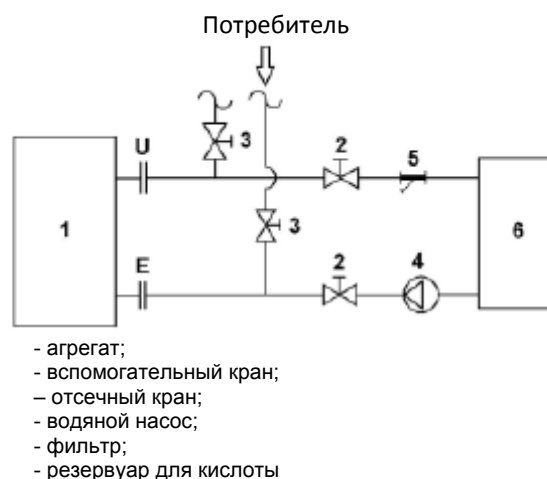 Потребитель
3
U
2
5
1
3
6
E
2
4
- агрегат;
- вспомогательный кран;
– отсечный кран;
- водяной насос;
- фильтр;
- резервуар для кислоты